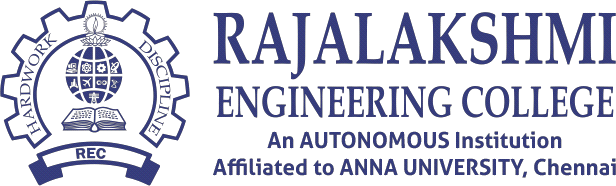 HARDWORK
DISCIPLINE
REC
RAJALAKSHMI
ENGINEERING COLLEGE
An AUTONOMOUS Institution
Affiliated to ANNA UNIVERSITY, Chennai